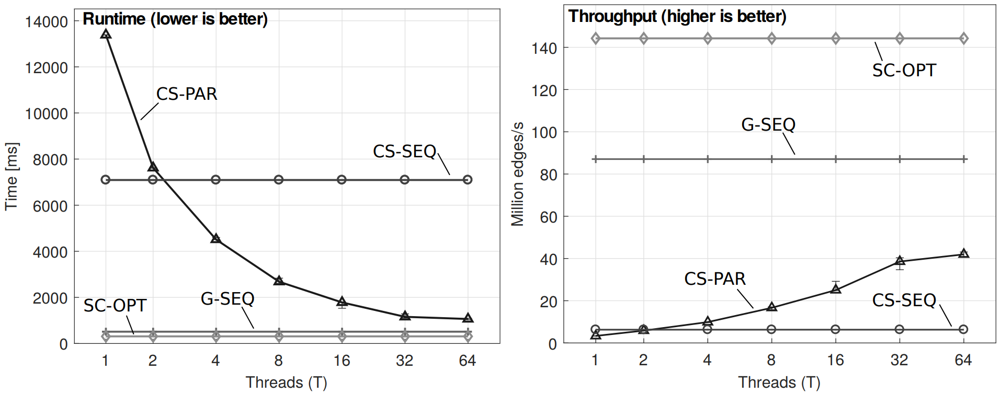 Runtime (lower is better)
14000
12000
10000
8000
6000
4000
2000
0
Time [ms]
CS-PAR
CS-SEQ
SC-OPT
G-SEQ
1 2 4 8 16 32 64
Threads (T)
Throughput (higher is better)
140
120
100
80
60
40
20
0
Million edges/s
SC-OPT
G-SEQ
CS-PAR
CS-SEQ
1 2 4 8 16 32 64
Threads (T)